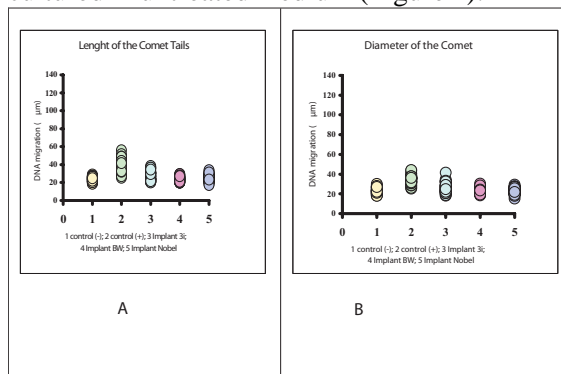 Lenght of the Comet Tails
DNA migration ( µm)
140
120
100
80
60
40
20
0
0 1 2 3 4 5
1 control (-); 2 control (+); 3 Implant 3i;
4 Implant BW; 5 Implant Nobel
A
Diameter of the Comet
DNA migration ( µm)
140
120
100
80
60
40
20
0
0 1 2 3 4 5
1 control (-); 2 control (+); 3 Implant 3i;
4 Implant BW; 5 Implant Nobel
B